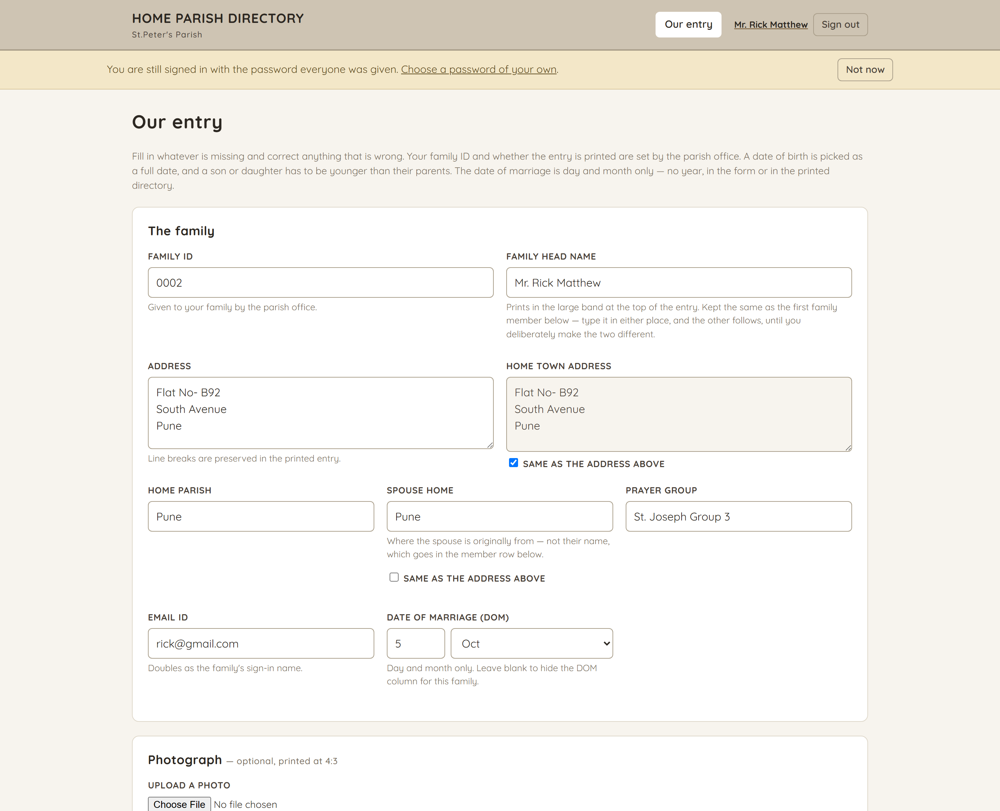 HOME PARISH DIRECTORY
St.Peter's Parish
Our entry
Mr. Rick Matthew
Sign out
You are still signed in with the password everyone was given. Choose a password of your own.
Not now
Our entry
Fill in whatever is missing and correct anything that is wrong. Your family ID and whether the entry is printed are set by the parish office. A date of birth is picked as
a full date, and a son or daughter has to be younger than their parents. The date of marriage is day and month only — no year, in the form or in the printed
directory.
The family
FAMILY ID
0002
Given to your family by the parish office.
FAMILY HEAD NAME
Mr. Rick Matthew
Prints in the large band at the top of the entry. Kept the same as the first family
member below — type it in either place, and the other follows, until you
deliberately make the two different.
ADDRESS
Flat No- B92
South Avenue
Pune
Line breaks are preserved in the printed entry.
HOME TOWN ADDRESS
Flat No- B92
South Avenue
Pune
SAME AS THE ADDRESS ABOVE
HOME PARISH
Pune
SPOUSE HOME
Pune
Where the spouse is originally from — not their name,
which goes in the member row below.
SAME AS THE ADDRESS ABOVE
PRAYER GROUP
St. Joseph Group 3
EMAIL ID
rick@gmail.com
Doubles as the family's sign-in name.
DATE OF MARRIAGE (DOM)
5
Oct
Day and month only. Leave blank to hide the DOM
column for this family.
Photograph — optional, printed at 4:3
UPLOAD A PHOTO
Choose File No file chosen